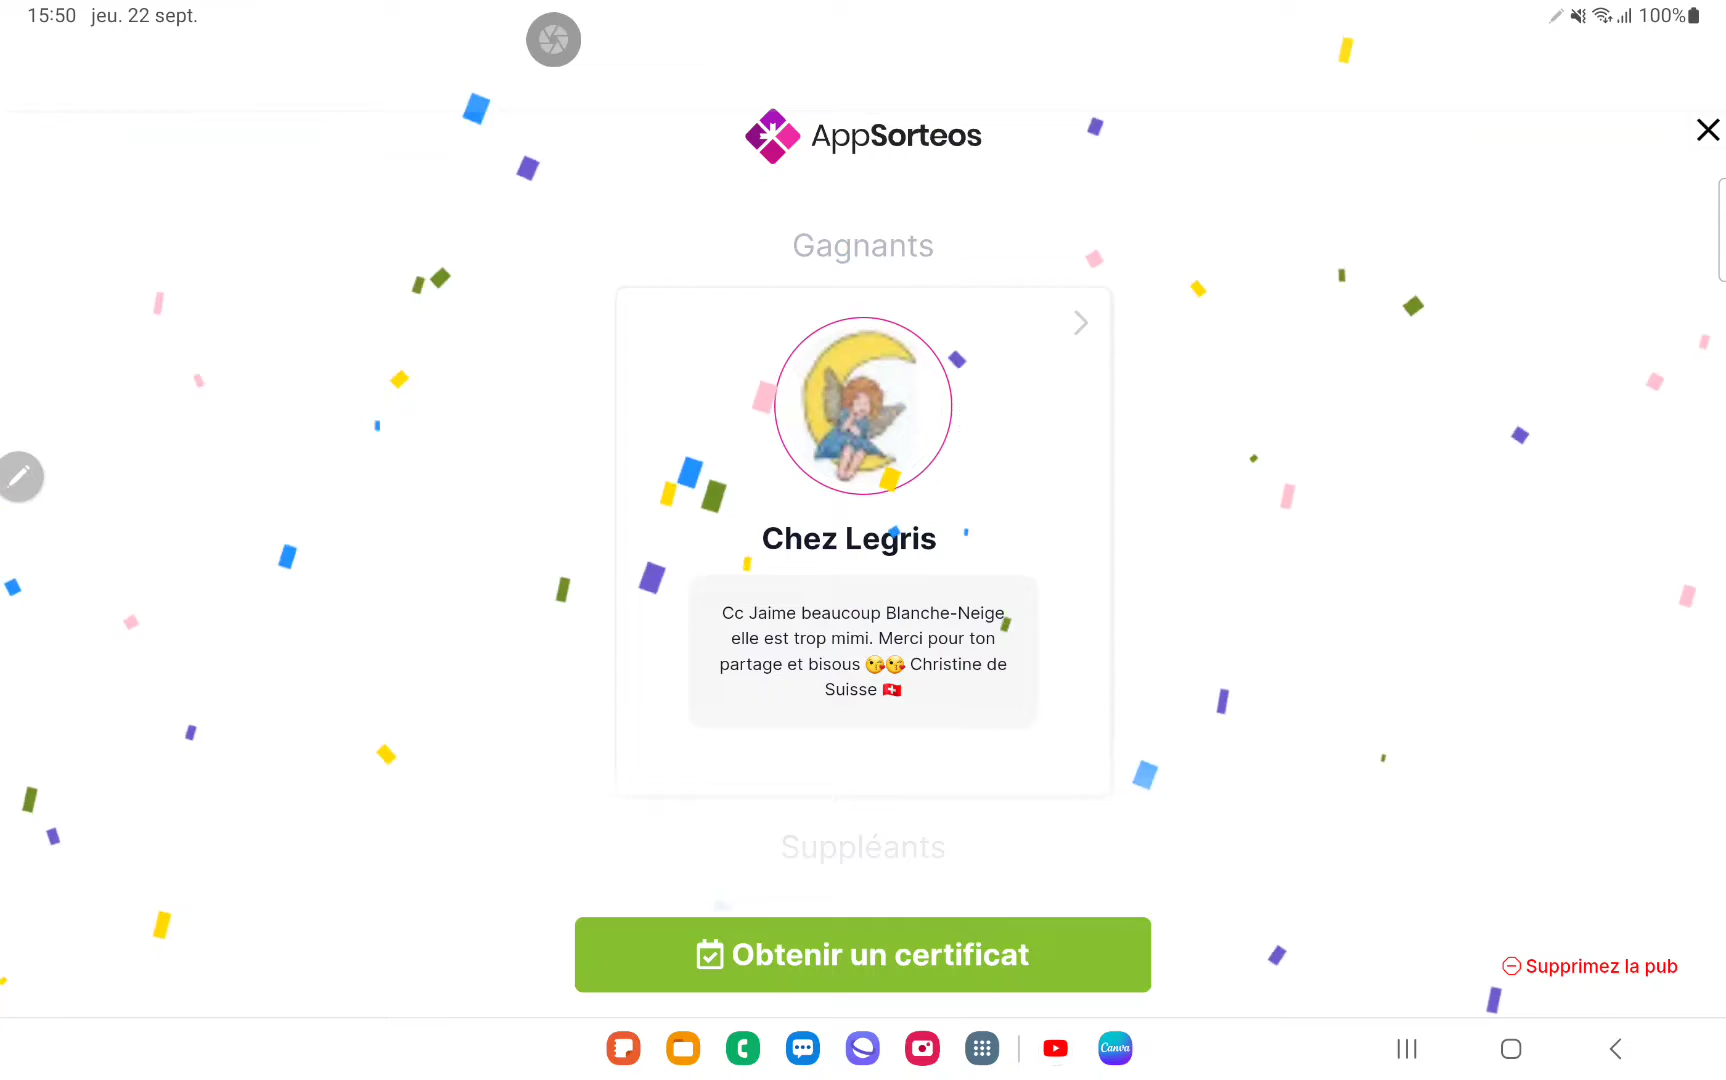 15:50 jeu. 22 sept.
100%
AppSorteos
Gagnants
Chez Legris
Cc Jaime beaucoup Blanche-Neige
elle est trop mimi. Merci pour ton
partage et bisous 😘😘 Christine de
Suisse 🇨🇭
Suppléants
Obtenir un certificat
Supprimez la pub
Canva